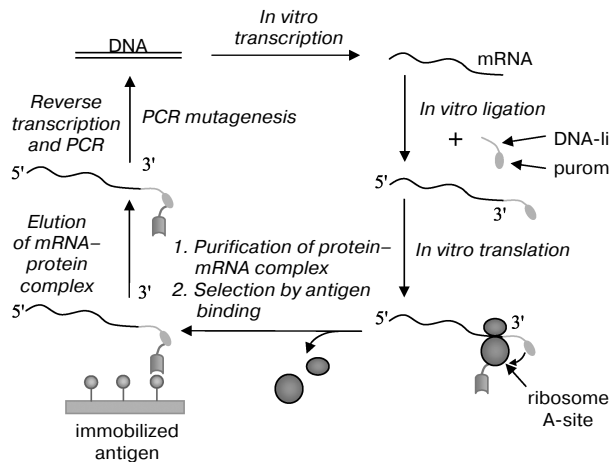 DNA
In vitro
transcription
mRNA
Reverse
transcription
and PCR
PCR mutagenesis
In vitro ligation
+
DNA-li
purom
5'
3'
5'
3'
Elution
of mRNA–
protein
complex
1. Purification of protein–
mRNA complex
2. Selection by antigen
binding
In vitro translation
5'
3'
5'
3'
ribosome
A-site
immobilized
antigen